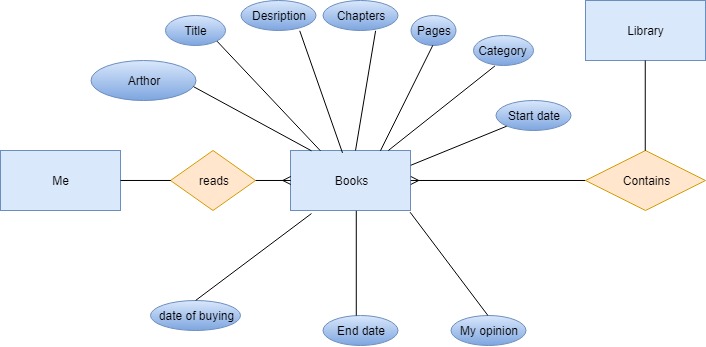 Desription
Chapters
Title
Pages
Library
Category
Arthor
Start date
Me
reads
Books
Contains
date of buying
End date
My opinion